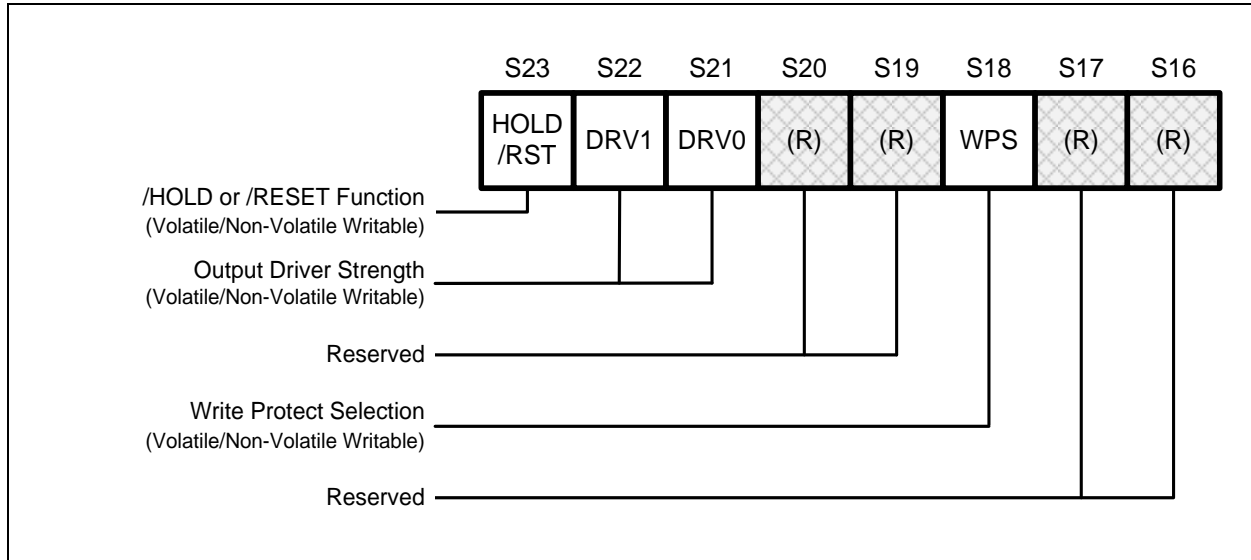 S23 S22 S21 S20 S19 S18 S17 S16
HOLD
/RST DRV1 DRV0 (R) (R) WPS (R) (R)
/HOLD or /RESET Function
(Volatile/Non-Volatile Writable)
Output Driver Strength
(Volatile/Non-Volatile Writable)
Reserved
Write Protect Selection
(Volatile/Non-Volatile Writable)
Reserved